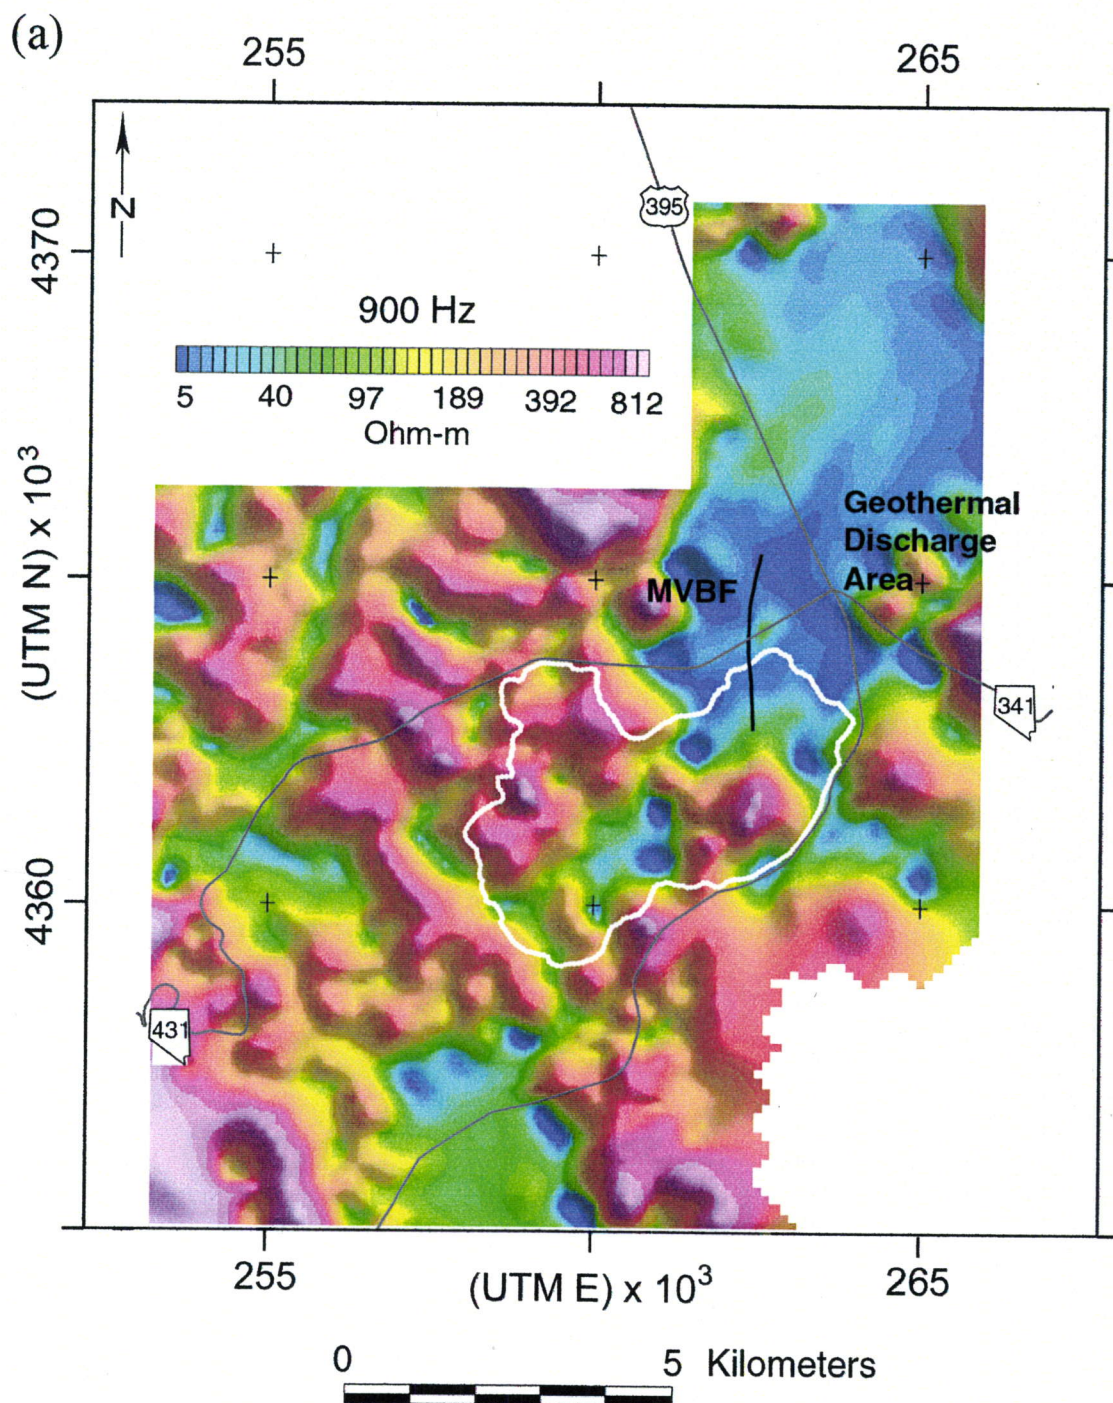 (a)
255
265
N
395
4370
900 Hz
5 40 97 189 392 812
Ohm-m
(UTM N) x 10³
Geothermal
Discharge
Area
MVBF
341
4360
431
255
(UTM E) x 10³
265
0 5 Kilometers